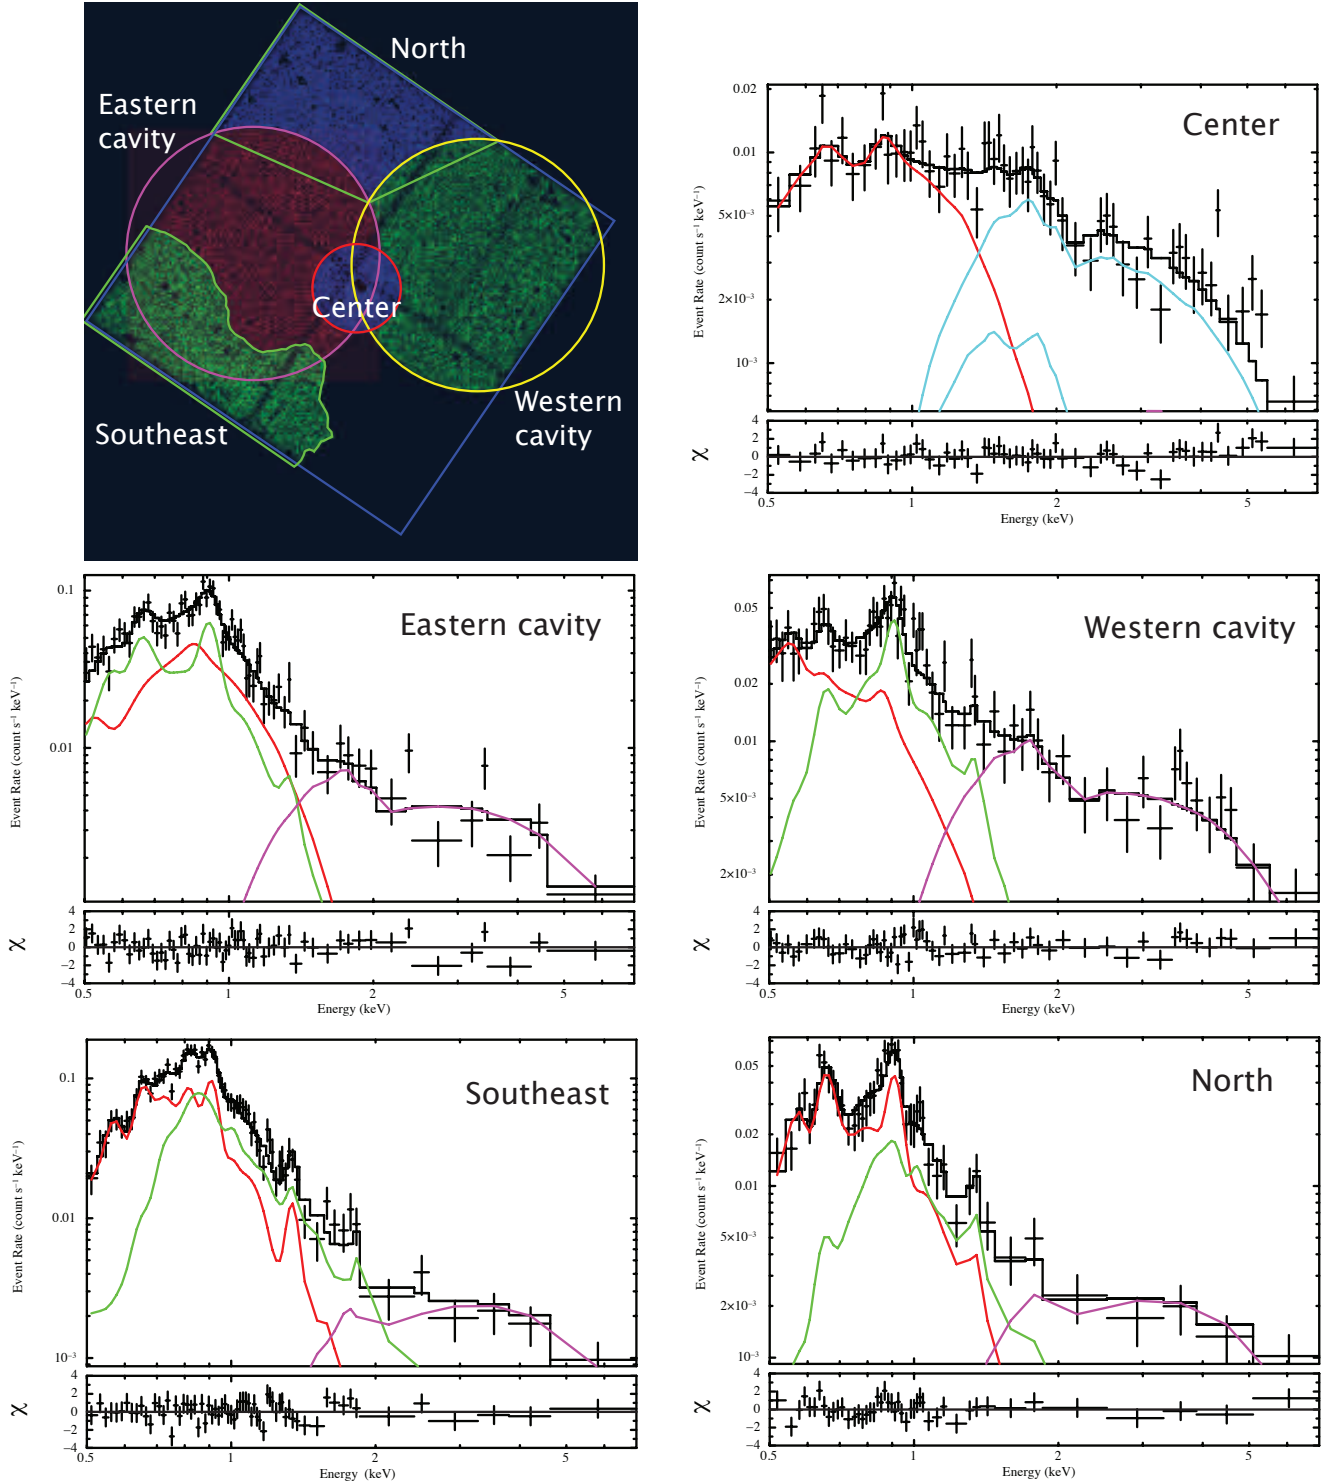 North
Eastern
cavity
Center
Western
cavity
Southeast
Center
0.02
0.01
5×10⁻³
2×10⁻³
10⁻³
Event Rate (count s⁻¹ keV⁻¹)
4
2
0
−2
−4
χ
0.5
1
2
5
Energy (keV)
Eastern cavity
0.1
0.01
Event Rate (count s⁻¹ keV⁻¹)
4
2
0
−2
−4
χ
0.5
1
2
5
Energy (keV)
Western cavity
0.05
0.02
0.01
5×10⁻³
2×10⁻³
Event Rate (count s⁻¹ keV⁻¹)
4
2
0
−2
−4
χ
0.5
1
2
5
Energy (keV)
Southeast
0.1
0.01
10⁻³
Event Rate (count s⁻¹ keV⁻¹)
4
2
0
−2
−4
χ
0.5
1
2
5
Energy (keV)
North
0.05
0.02
0.01
5×10⁻³
2×10⁻³
10⁻³
Event Rate (count s⁻¹ keV⁻¹)
4
2
0
−2
−4
χ
0.5
1
2
5
Energy (keV)